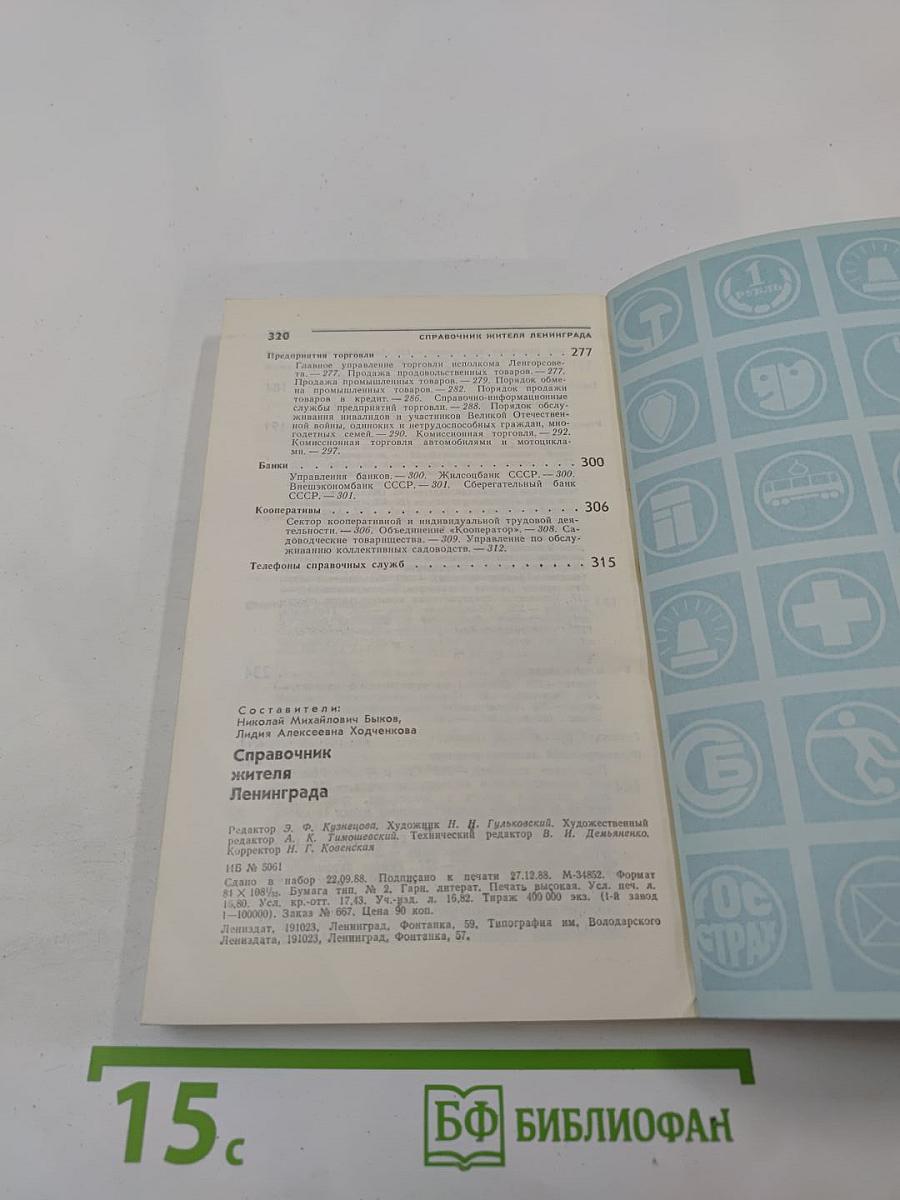 320 СПРАВОЧНИК ЖИТЕЛЯ ЛЕНИНГРАДА
Предприятия торговли . . . . . . . . . . . . . . . 277
Главное управление торговли исполкома Ленгорсове-
та. — 277. Продажа продовольственных товаров. — 277.
Продажа промышленных товаров. — 279. Порядок обме-
на промышленных товаров. — 282. Порядок продажи
товаров в кредит. — 286. Справочно-информационные
службы предприятий торговли. — 288. Порядок обслу-
живания инвалидов и участников Великой Отечествен-
ной войны, одиноких и нетрудоспособных граждан, мно-
годетных семей. — 290. Комиссионная торговля. — 292.
Комиссионная торговля автомобилями и мотоцикла-
ми. — 297.
Банки . . . . . . . . . . . . . . . . . . . . 300
Управления банков. — 300. Жилсоцбанк СССР. — 300.
Внешэкономбанк СССР. — 301. Сберегательный банк
СССР. — 301.
Кооперативы . . . . . . . . . . . . . . . . . . 306
Сектор кооперативной и индивидуальной трудовой дея-
тельности. — 306. Объединение «Кооператор». — 308. Са-
доводческие товарищества. — 309. Управление по обслу-
живанию коллективных садоводств. — 312.
Телефоны справочных служб . . . . . . . . . . . . 315
Составители:
Николай Михайлович Быков,
Лидия Алексеевна Ходченкова
Справочник
жителя
Ленинграда
Редактор Э. Ф. Кузнецова. Художник Н. И. Гульковский. Художественный
редактор А. К. Тимошевский. Технический редактор В. И. Демьяненко.
Корректор Н. Г. Ковенская
ИБ № 5061
Сдано в набор 22.09.88. Подписано к печати 27.12.88. М-34852. Формат
84 × 108 1/32. Бумага тип. № 2. Гарн. литерат. Печать высокая. Усл. печ. л.
16,80. Усл. кр.-отт. 17,43. Уч.-изд. л. 16,82. Тираж 400 000 экз. (1-й завод
1—100000). Заказ № 667. Цена 90 коп.
Лениздат, 191023, Ленинград, Фонтанка, 59. Типография им. Володарского
Лениздата, 191023, Ленинград, Фонтанка, 57.
1
РУБЛЬ
СБ
ГОС
СТРАХ
15 с
БФ БИБЛИОФАН